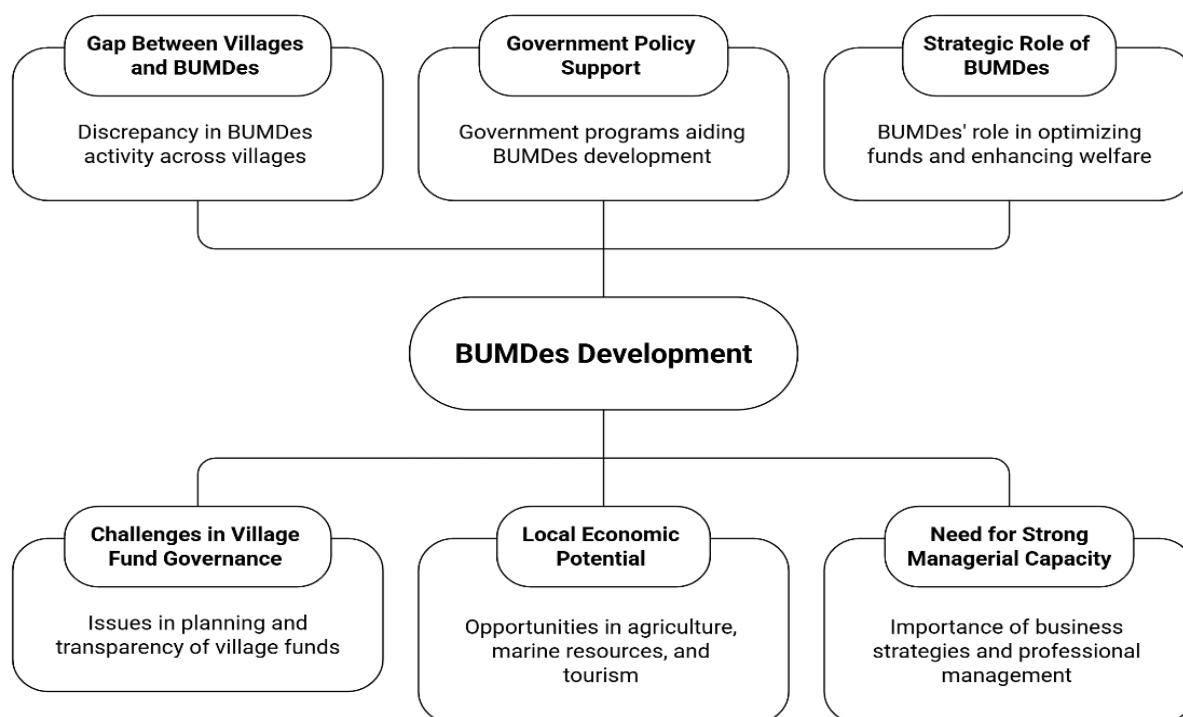 Gap Between Villages
and BUMDes
Discrepancy in BUMDes
activity across villages
Government Policy
Support
Government programs aiding
BUMDes development
Strategic Role of
BUMDes
BUMDes' role in optimizing
funds and enhancing welfare
BUMDes Development
Challenges in Village
Fund Governance
Issues in planning and
transparency of village funds
Local Economic
Potential
Opportunities in agriculture,
marine resources, and
tourism
Need for Strong
Managerial Capacity
Importance of business
strategies and professional
management